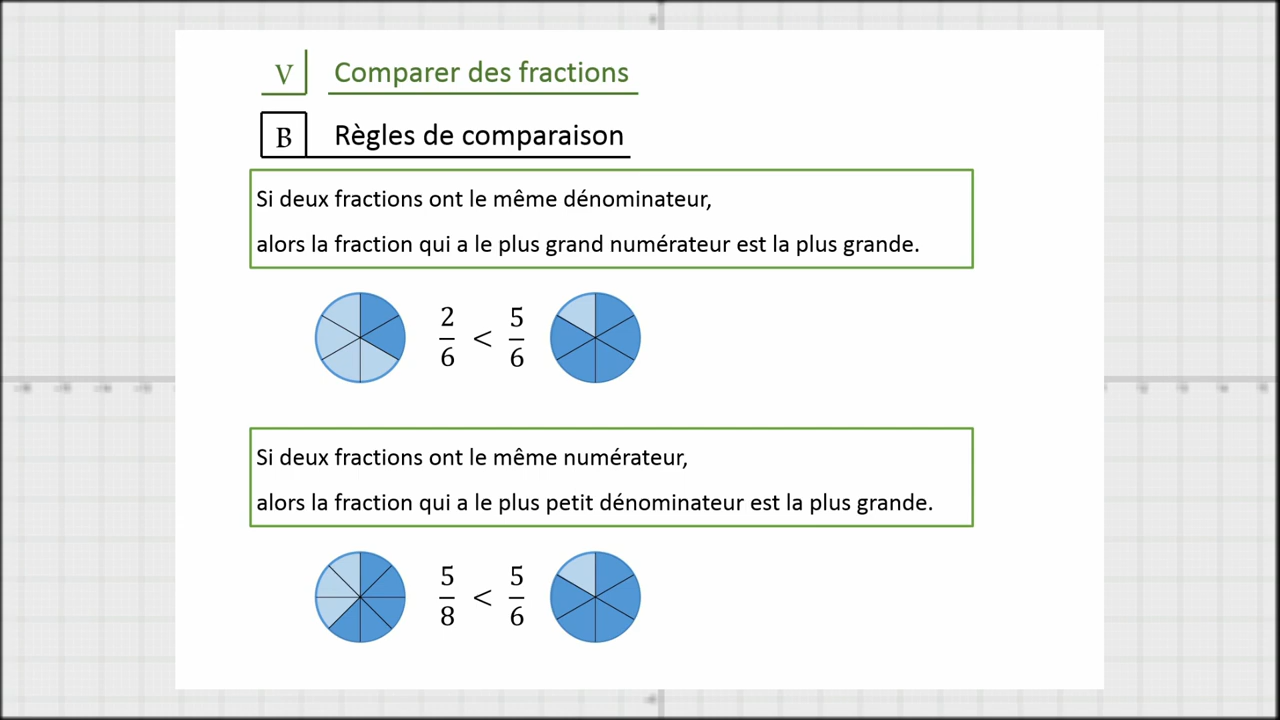 V Comparer des fractions
B Règles de comparaison
Si deux fractions ont le même dénominateur,
alors la fraction qui a le plus grand numérateur est la plus grande.
2/6 < 5/6
Si deux fractions ont le même numérateur,
alors la fraction qui a le plus petit dénominateur est la plus grande.
5/8 < 5/6